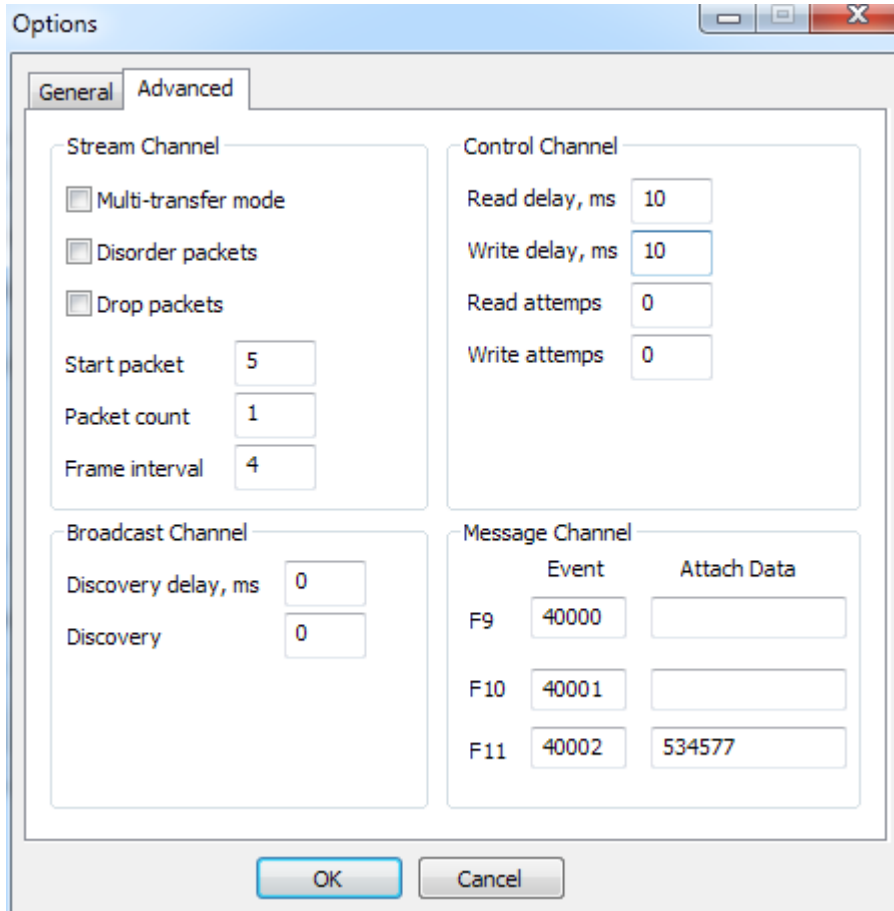 Options
General Advanced
Stream Channel
Multi-transfer mode
Disorder packets
Drop packets
Start packet 5
Packet count 1
Frame interval 4
Control Channel
Read delay, ms 10
Write delay, ms 10
Read attemps 0
Write attemps 0
Broadcast Channel
Discovery delay, ms 0
Discovery 0
Message Channel
Event Attach Data
F9 40000
F10 40001
F11 40002 534577
OK Cancel